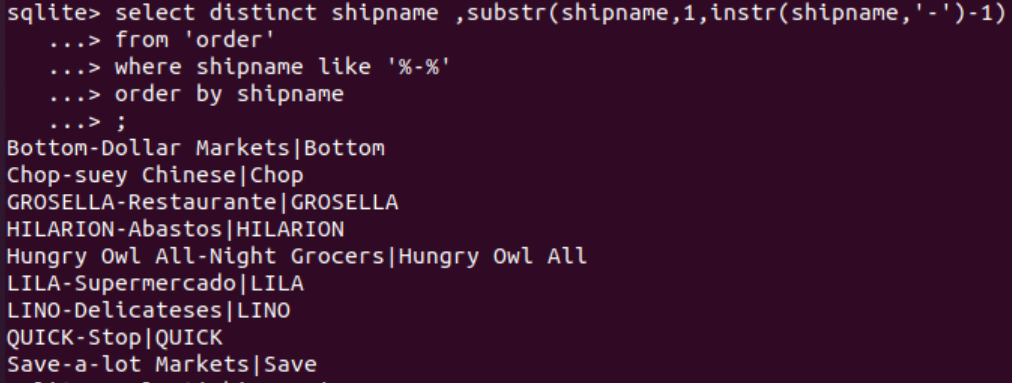 sqlite> select distinct shipname ,substr(shipname,1,instr(shipname,'-')-1)
...> from 'order'
...> where shipname like '%-%'
...> order by shipname
...> ;
Bottom-Dollar Markets|Bottom
Chop-suey Chinese|Chop
GROSELLA-Restaurante|GROSELLA
HILARION-Abastos|HILARION
Hungry Owl All-Night Grocers|Hungry Owl All
LILA-Supermercado|LILA
LINO-Delicateses|LINO
QUICK-Stop|QUICK
Save-a-lot Markets|Save